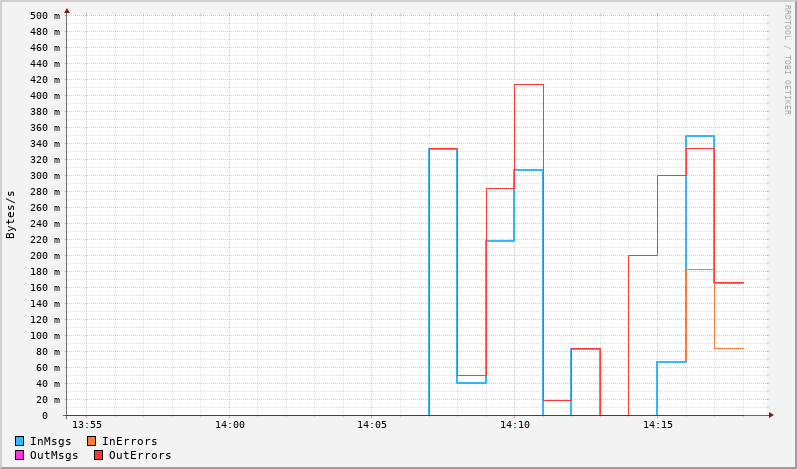 RRDTOOL / TOBI OETIKER
Bytes/s
500 m
480 m
460 m
440 m
420 m
400 m
380 m
360 m
340 m
320 m
300 m
280 m
260 m
240 m
220 m
200 m
180 m
160 m
140 m
120 m
100 m
80 m
60 m
40 m
20 m
0
13:55 14:00 14:05 14:10 14:15
InMsgs InErrors
OutMsgs OutErrors